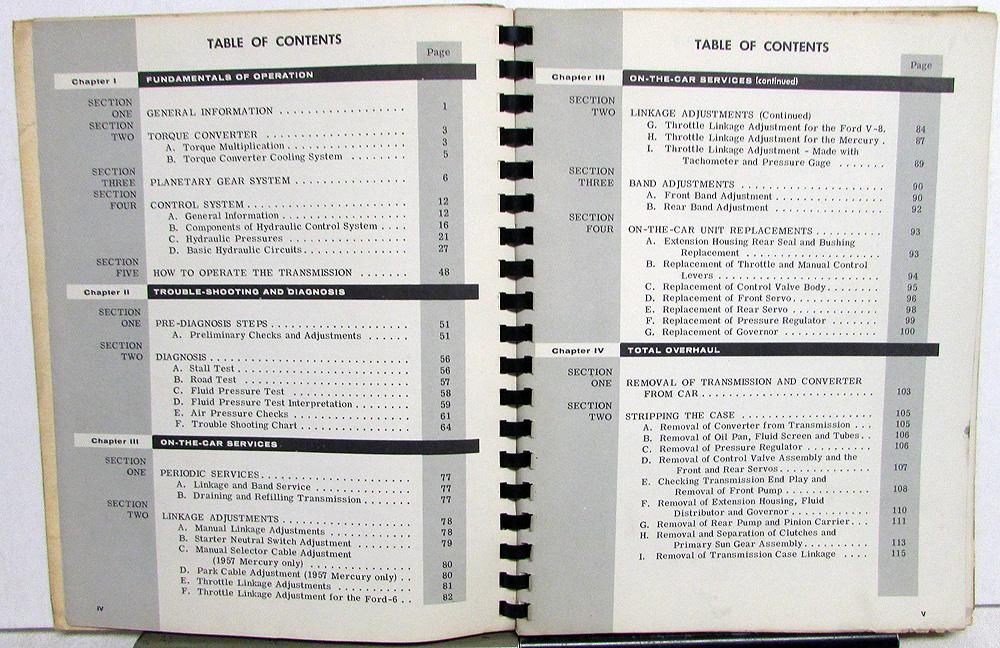 TABLE OF CONTENTS
Page
Chapter I FUNDAMENTALS OF OPERATION
SECTION ONE GENERAL INFORMATION . . . . . . . . . . . . . . . . . 1
SECTION TWO TORQUE CONVERTER . . . . . . . . . . . . . . . . . . . 3
A. Torque Multiplication . . . . . . . . . . . . . . . . 3
B. Torque Converter Cooling System . . . . . . . 5
SECTION THREE PLANETARY GEAR SYSTEM . . . . . . . . . . . . . . 6
SECTION FOUR CONTROL SYSTEM . . . . . . . . . . . . . . . . . . . . 12
A. General Information . . . . . . . . . . . . . . . . 12
B. Components of Hydraulic Control System . . . . 16
C. Hydraulic Pressures . . . . . . . . . . . . . . . . 21
D. Basic Hydraulic Circuits . . . . . . . . . . . . . 27
SECTION FIVE HOW TO OPERATE THE TRANSMISSION . . . . . . . 48
Chapter II TROUBLE-SHOOTING AND DIAGNOSIS
SECTION ONE PRE-DIAGNOSIS STEPS . . . . . . . . . . . . . . . . . 51
A. Preliminary Checks and Adjustments . . . . . . 51
SECTION TWO DIAGNOSIS . . . . . . . . . . . . . . . . . . . . . . . . 56
A. Stall Test . . . . . . . . . . . . . . . . . . . . . . 56
B. Road Test . . . . . . . . . . . . . . . . . . . . . . 57
C. Fluid Pressure Test . . . . . . . . . . . . . . . . 58
D. Fluid Pressure Test Interpretation . . . . . . . . 59
E. Air Pressure Checks . . . . . . . . . . . . . . . 61
F. Trouble Shooting Chart . . . . . . . . . . . . . . 64
Chapter III ON-THE-CAR SERVICES
SECTION ONE PERIODIC SERVICES . . . . . . . . . . . . . . . . . . . 77
A. Linkage and Band Service . . . . . . . . . . . . 77
B. Draining and Refilling Transmission . . . . . . . 77
SECTION TWO LINKAGE ADJUSTMENTS . . . . . . . . . . . . . . . . 78
A. Manual Linkage Adjustments . . . . . . . . . . . 78
B. Starter Neutral Switch Adjustment . . . . . . . . 79
C. Manual Selector Cable Adjustment
(1957 Mercury only) . . . . . . . . . . . . . . . 80
D. Park Cable Adjustment (1957 Mercury only) . . 80
E. Throttle Linkage Adjustments . . . . . . . . . . 81
F. Throttle Linkage Adjustment for the Ford-6 . . 82
IV
TABLE OF CONTENTS
Page
Chapter III ON-THE-CAR SERVICES (continued)
SECTION TWO LINKAGE ADJUSTMENTS (Continued)
G. Throttle Linkage Adjustment for the Ford V-8. 84
H. Throttle Linkage Adjustment for the Mercury . 87
I. Throttle Linkage Adjustment - Made with
Tachometer and Pressure Gage . . . . . . . 89
SECTION THREE BAND ADJUSTMENTS . . . . . . . . . . . . . . . . . . 90
A. Front Band Adjustment . . . . . . . . . . . . . . 90
B. Rear Band Adjustment . . . . . . . . . . . . . . 92
SECTION FOUR ON-THE-CAR UNIT REPLACEMENTS . . . . . . . . . 93
A. Extension Housing Rear Seal and Bushing
Replacement . . . . . . . . . . . . . . . . . . . 93
B. Replacement of Throttle and Manual Control
Levers . . . . . . . . . . . . . . . . . . . . . . 94
C. Replacement of Control Valve Body . . . . . . . 95
D. Replacement of Front Servo . . . . . . . . . . . . 96
E. Replacement of Rear Servo . . . . . . . . . . . . 98
F. Replacement of Pressure Regulator . . . . . . . 99
G. Replacement of Governor . . . . . . . . . . . . . 100
Chapter IV TOTAL OVERHAUL
SECTION ONE REMOVAL OF TRANSMISSION AND CONVERTER
FROM CAR . . . . . . . . . . . . . . . . . . . . . 103
SECTION TWO STRIPPING THE CASE . . . . . . . . . . . . . . . . . . 105
A. Removal of Converter from Transmission . . . . 105
B. Removal of Oil Pan, Fluid Screen and Tubes . . 106
C. Removal of Pressure Regulator . . . . . . . . . . 106
D. Removal of Control Valve Assembly and the
Front and Rear Servos . . . . . . . . . . . . . 107
E. Checking Transmission End Play and
Removal of Front Pump . . . . . . . . . . . . . 108
F. Removal of Extension Housing, Fluid
Distributor and Governor . . . . . . . . . . . . 110
G. Removal of Rear Pump and Pinion Carrier . . . 111
H. Removal and Separation of Clutches and
Primary Sun Gear Assembly . . . . . . . . . . 113
I. Removal of Transmission Case Linkage . . . . 115
V